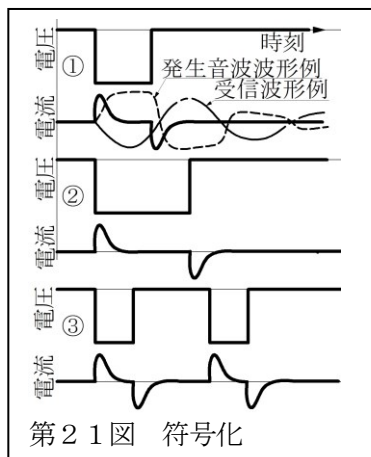 時刻
電圧
①
発生音波波形例
受信波形例
電流
電圧
②
電流
電圧
③
電流
第21図 符号化